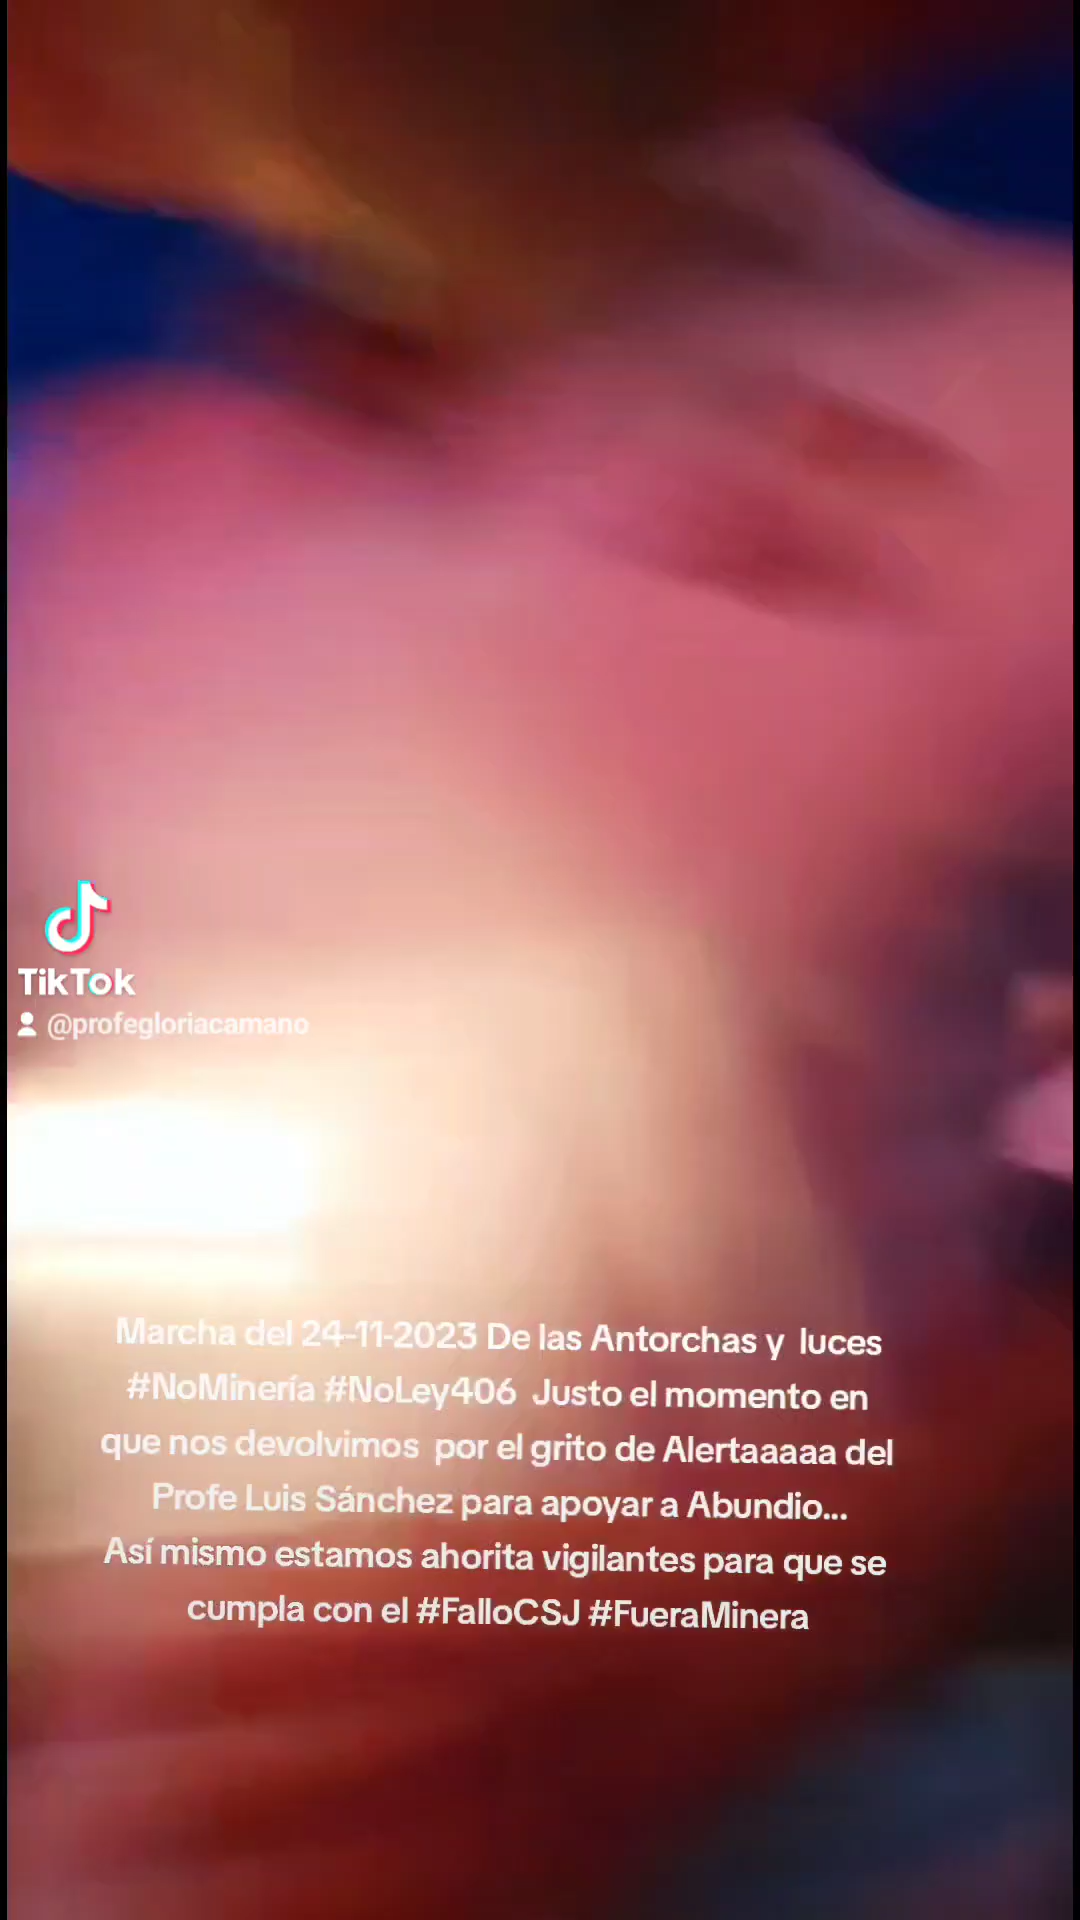 TikTok
@profegloriacamano
Marcha del 24-11-2023 De las Antorchas y luces
#NoMinería #NoLey406 Justo el momento en
que nos devolvimos por el grito de Alertaaaaa del
Profe Luis Sánchez para apoyar a Abundio...
Así mismo estamos ahorita vigilantes para que se
cumpla con el #FalloCSJ #FueraMinera